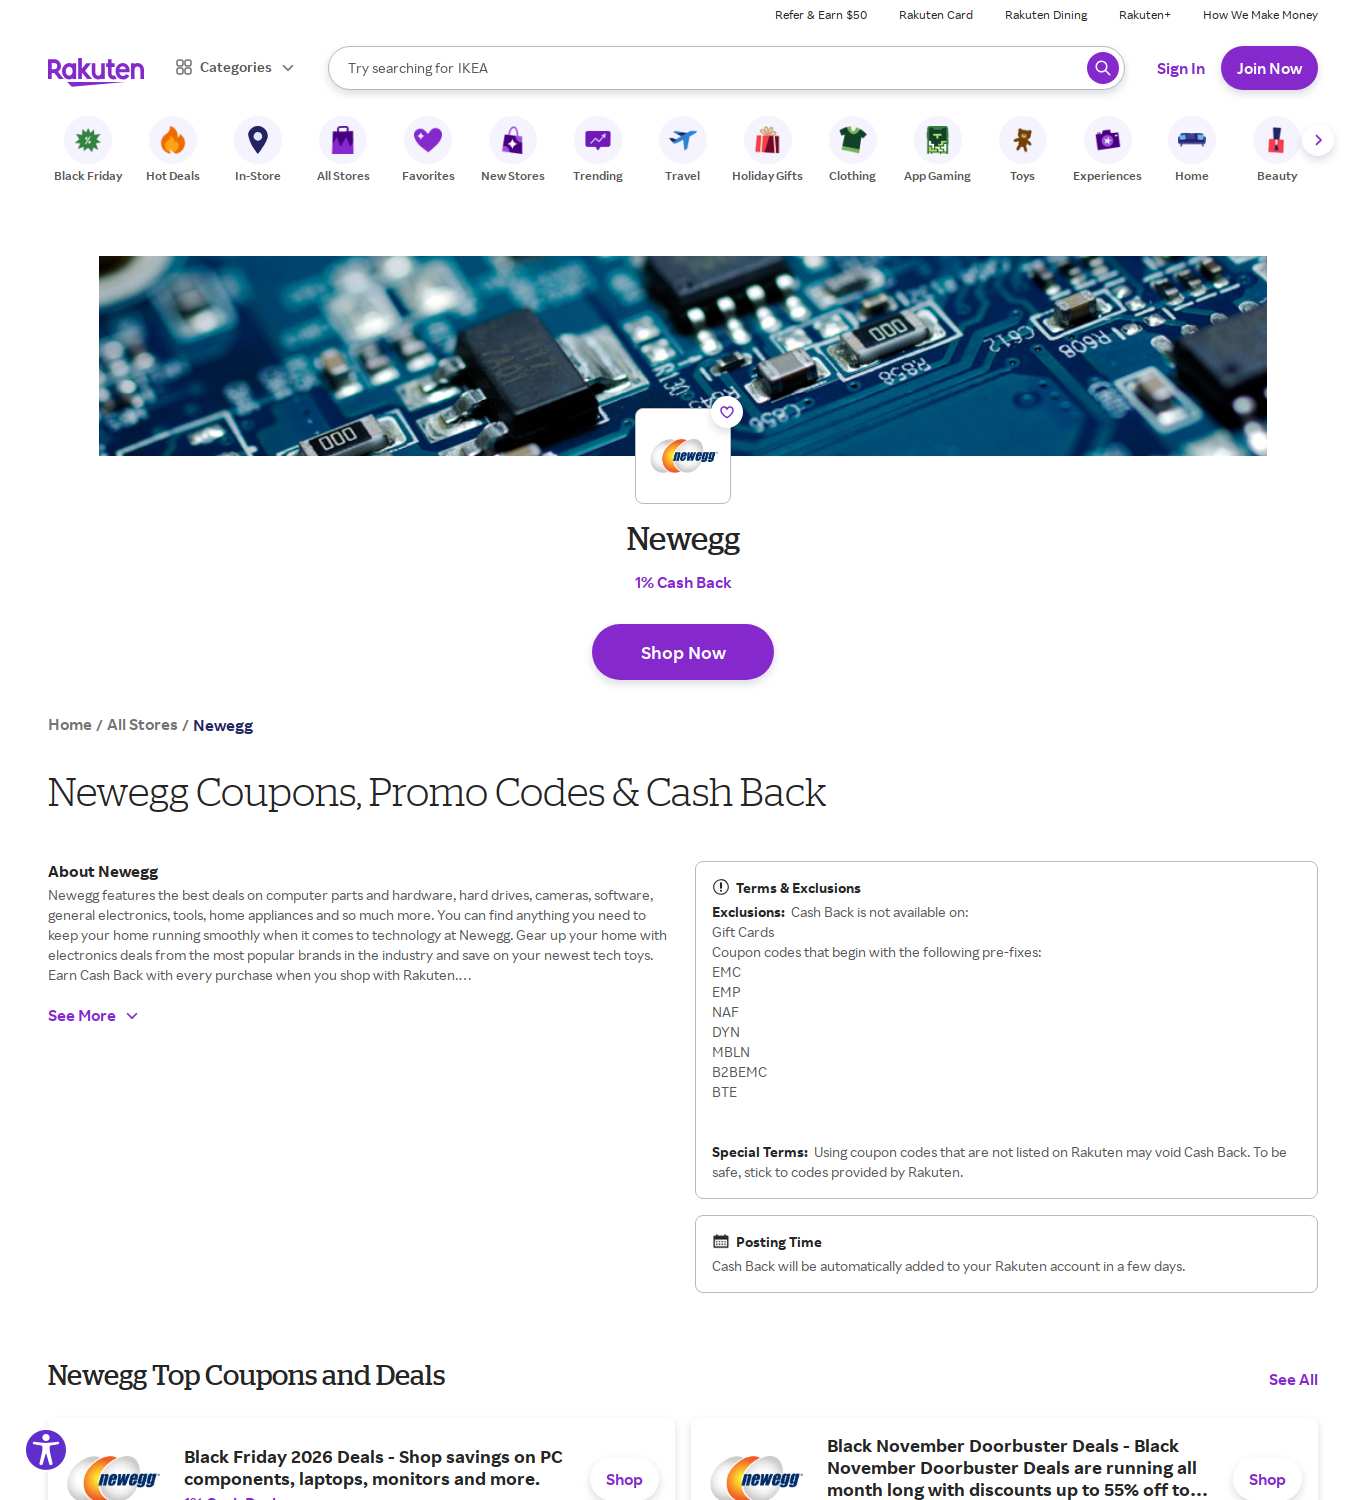 Refer & Earn $50
Rakuten Card
Rakuten Dining
Rakuten+
How We Make Money
Rakuten
Categories
Try searching for IKEA
Sign In
Join Now
Black Friday
Hot Deals
In-Store
All Stores
Favorites
New Stores
Trending
Travel
Holiday Gifts
Clothing
App Gaming
Toys
Experiences
Home
Beauty
000
000
000
R858
C856
C612
R608
newegg
Newegg
1% Cash Back
Shop Now
Home / All Stores / Newegg
Newegg Coupons, Promo Codes & Cash Back
About Newegg
Newegg features the best deals on computer parts and hardware, hard drives, cameras, software,
general electronics, tools, home appliances and so much more. You can find anything you need to
keep your home running smoothly when it comes to technology at Newegg. Gear up your home with
electronics deals from the most popular brands in the industry and save on your newest tech toys.
Earn Cash Back with every purchase when you shop with Rakuten.…
See More
Terms & Exclusions
Exclusions: Cash Back is not available on:
Gift Cards
Coupon codes that begin with the following pre-fixes:
EMC
EMP
NAF
DYN
MBLN
B2BEMC
BTE
Special Terms: Using coupon codes that are not listed on Rakuten may void Cash Back. To be
safe, stick to codes provided by Rakuten.
Posting Time
Cash Back will be automatically added to your Rakuten account in a few days.
Newegg Top Coupons and Deals
See All
newegg
Black Friday 2026 Deals - Shop savings on PC
components, laptops, monitors and more.
Shop
newegg
Black November Doorbuster Deals - Black
November Doorbuster Deals are running all
month long with discounts up to 55% off to…
Shop